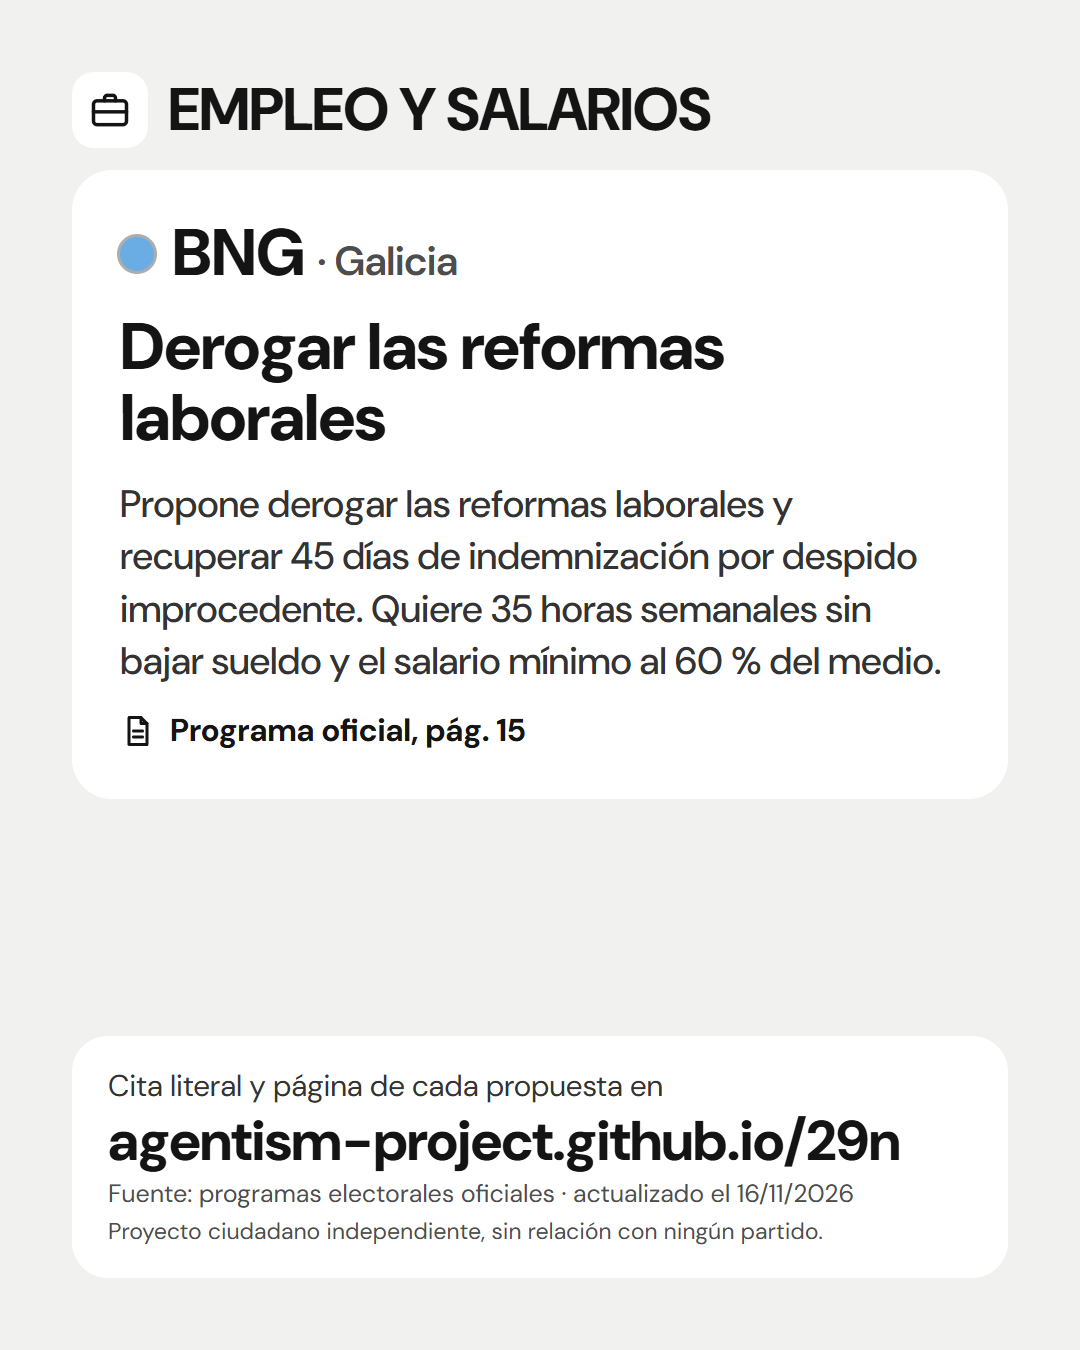 EMPLEO Y SALARIOS
BNG · Galicia
Derogar las reformas
laborales
Propone derogar las reformas laborales y
recuperar 45 días de indemnización por despido
improcedente. Quiere 35 horas semanales sin
bajar sueldo y el salario mínimo al 60 % del medio.
Programa oficial, pág. 15
Cita literal y página de cada propuesta en
agentism-project.github.io/29n
Fuente: programas electorales oficiales · actualizado el 16/11/2026
Proyecto ciudadano independiente, sin relación con ningún partido.